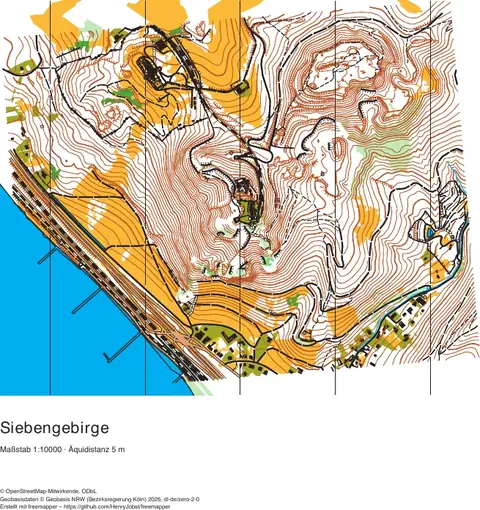 Siebengebirge
Maßstab 1:10000 · Äquidistanz 5 m
© OpenStreetMap-Mitwirkende, ODbL
Geobasisdaten © Geobasis NRW (Bezirksregierung Köln) 2026, dl-de/zero-2-0
Erstellt mit freemapper – https://github.com/HenryJobst/freemapper